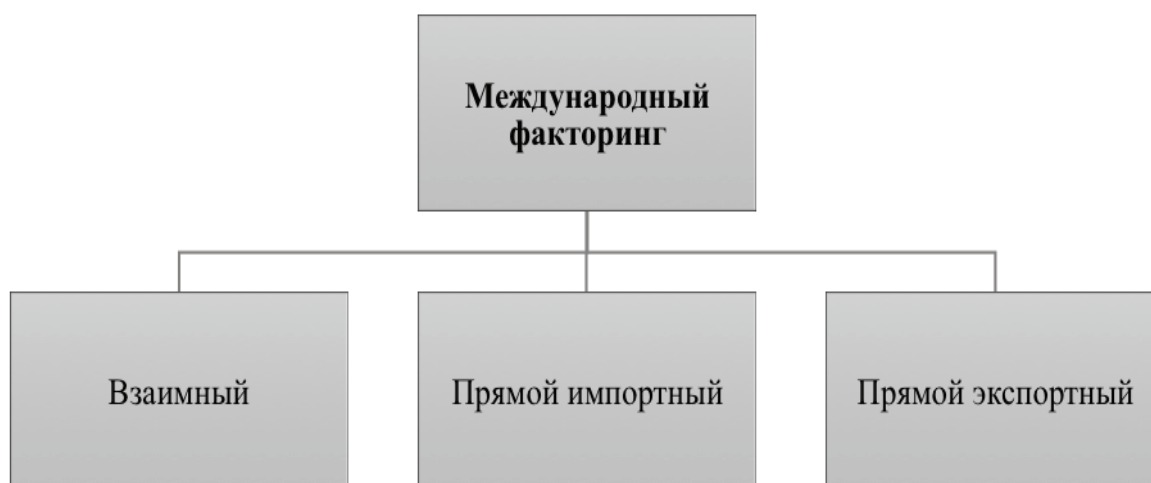 Международный
факторинг
Взаимный
Прямой импортный
Прямой экспортный